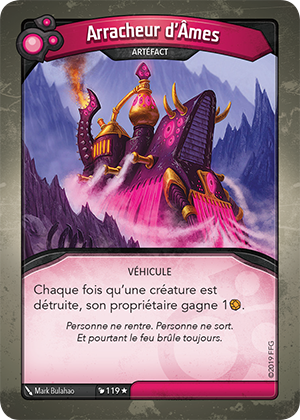 Arracheur d'Âmes
ARTÉFACT
VÉHICULE
Chaque fois qu'une créature est
détruite, son propriétaire gagne 1
Personne ne rentre. Personne ne sort.
Et pourtant le feu brûle toujours.
Mark Bulahao
119
©2019 FFG